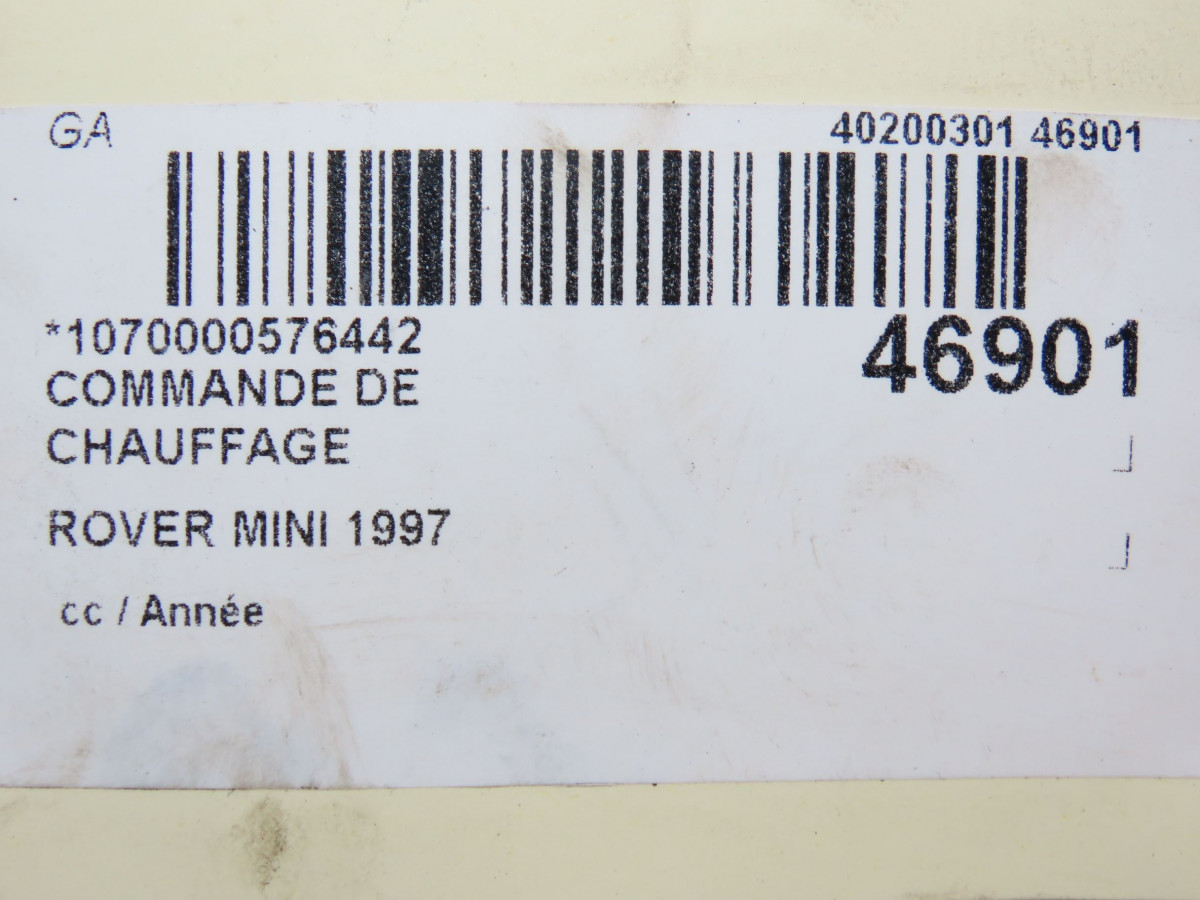 GA
40200301 46901
*1070000576442
46901
COMMANDE DE
CHAUFFAGE
ROVER MINI 1997
cc / Année